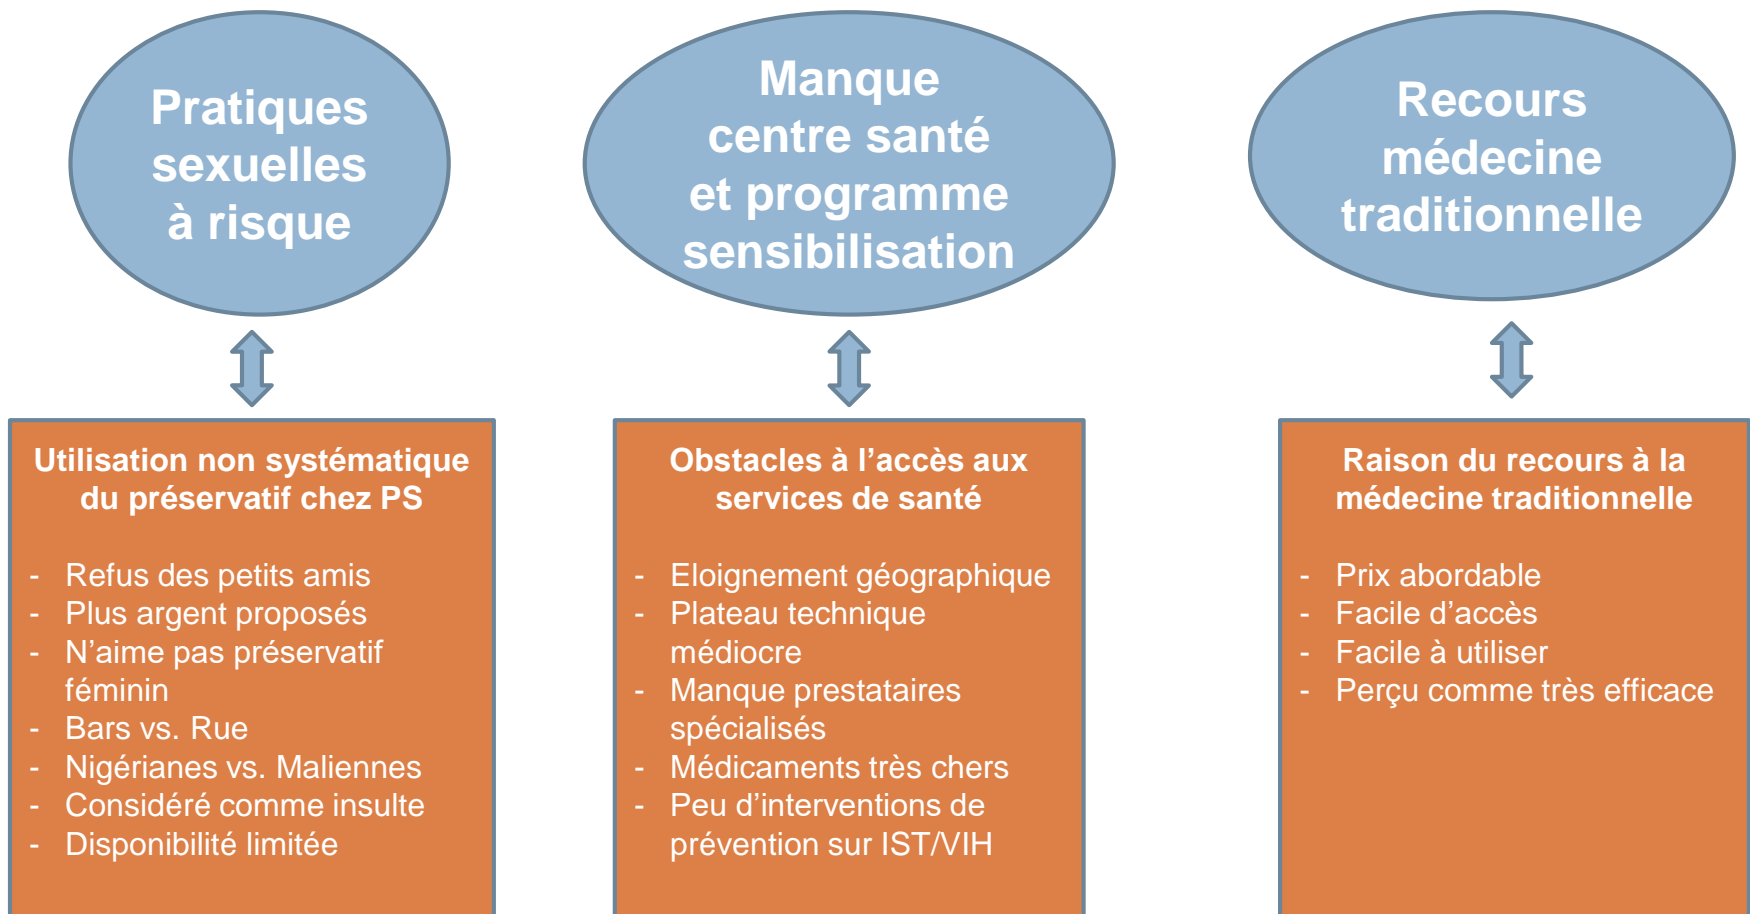 Pratiques
sexuelles
à risque
Manque
centre santé
et programme
sensibilisation
Recours
médecine
traditionnelle
Utilisation non systématique
du préservatif chez PS
- Refus des petits amis
- Plus argent proposés
- N'aime pas préservatif
féminin
- Bars vs. Rue
- Nigérianes vs. Maliennes
- Considéré comme insulte
- Disponibilité limitée
Obstacles à l'accès aux
services de santé
- Eloignement géographique
- Plateau technique
médiocre
- Manque prestataires
spécialisés
- Médicaments très chers
- Peu d'interventions de
prévention sur IST/VIH
Raison du recours à la
médecine traditionnelle
- Prix abordable
- Facile d'accès
- Facile à utiliser
- Perçu comme très efficace